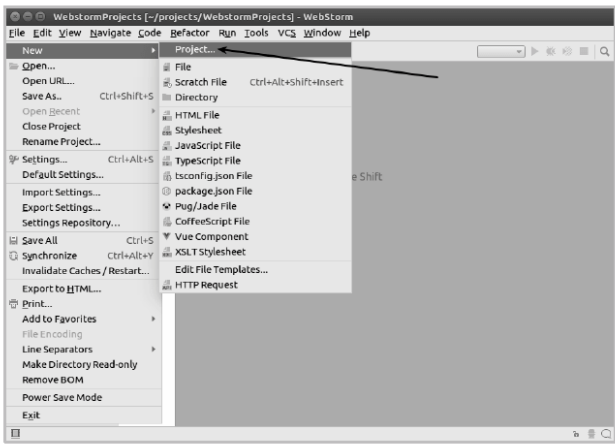 WebstormProjects [~/projects/WebstormProjects] - WebStorm
File Edit View Navigate Code Refactor Run Tools VCS Window Help
New
Open...
Open URL...
Save As.. Ctrl+Shift+S
Open Recent
Close Project
Rename Project...
Settings... Ctrl+Alt+S
Default Settings...
Import Settings...
Export Settings...
Settings Repository...
Save All Ctrl+S
Synchronize Ctrl+Alt+Y
Invalidate Caches / Restart...
Export to HTML...
Print...
Add to Favorites
File Encoding
Line Separators
Make Directory Read-only
Remove BOM
Power Save Mode
Exit
Project...
File
Scratch File Ctrl+Alt+Shift+Insert
Directory
HTML File
Stylesheet
JavaScript File
TypeScript File
tsconfig.json File
package.json File
Pug/Jade File
CoffeeScript File
Vue Component
XSLT Stylesheet
Edit File Templates...
HTTP Request
e Shift